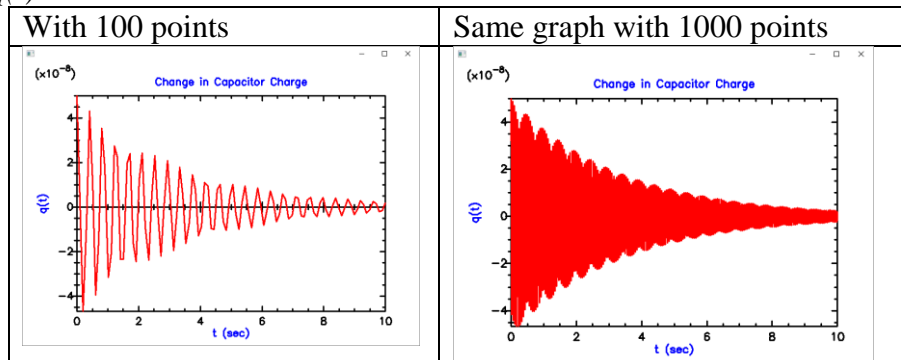 With 100 points
Same graph with 1000 points
(×10⁻⁸)
Change in Capacitor Charge
q(t)
4
2
0
−2
−4
0 2 4 6 8 10
t (sec)
(×10⁻⁸)
Change in Capacitor Charge
q(t)
4
2
0
−2
−4
0 2 4 6 8 10
t (sec)